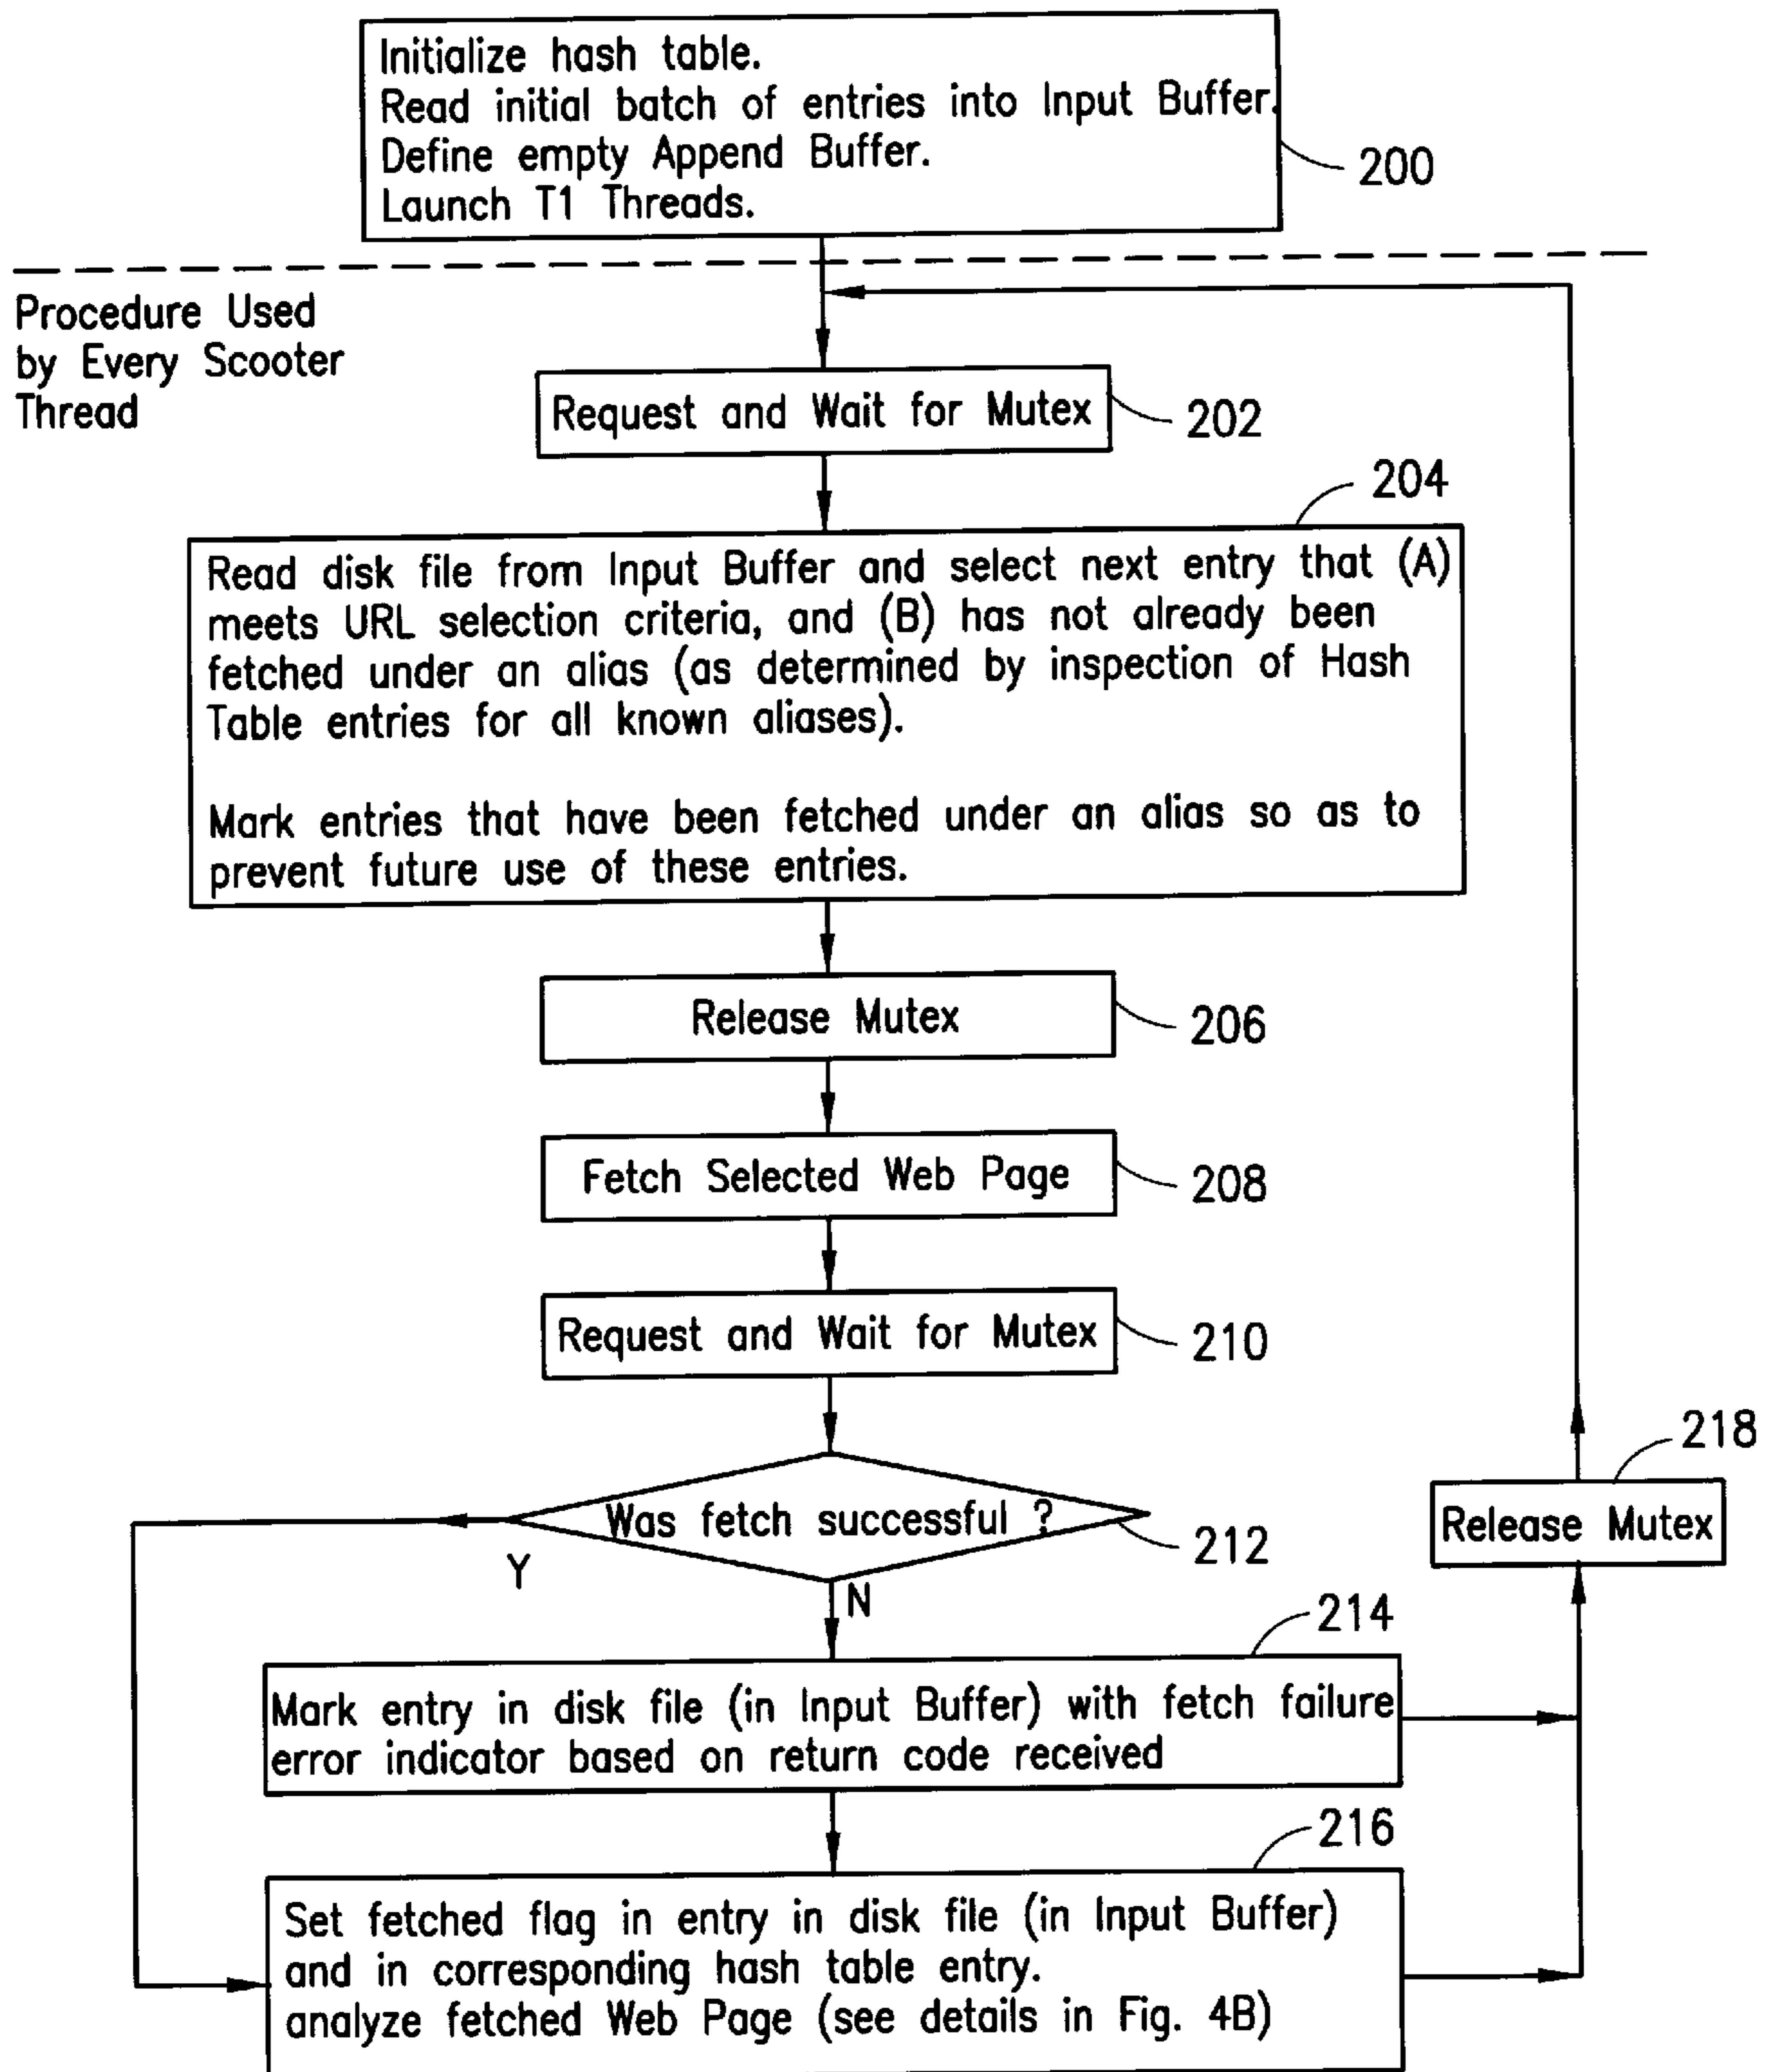 Initialize hash table.
Read initial batch of entries into Input Buffer.
Define empty Append Buffer.
Launch T1 Threads.
200
Procedure Used
by Every Scooter
Thread
Request and Wait for Mutex
202
204
Read disk file from Input Buffer and select next entry that (A)
meets URL selection criteria, and (B) has not already been
fetched under an alias (as determined by inspection of Hash
Table entries for all known aliases).
Mark entries that have been fetched under an alias so as to
prevent future use of these entries.
Release Mutex
206
Fetch Selected Web Page
208
Request and Wait for Mutex
210
218
Release Mutex
Was fetch successful ?
212
Y
N
214
Mark entry in disk file (in Input Buffer) with fetch failure
error indicator based on return code received
216
Set fetched flag in entry in disk file (in Input Buffer)
and in corresponding hash table entry.
analyze fetched Web Page (see details in Fig. 4B)